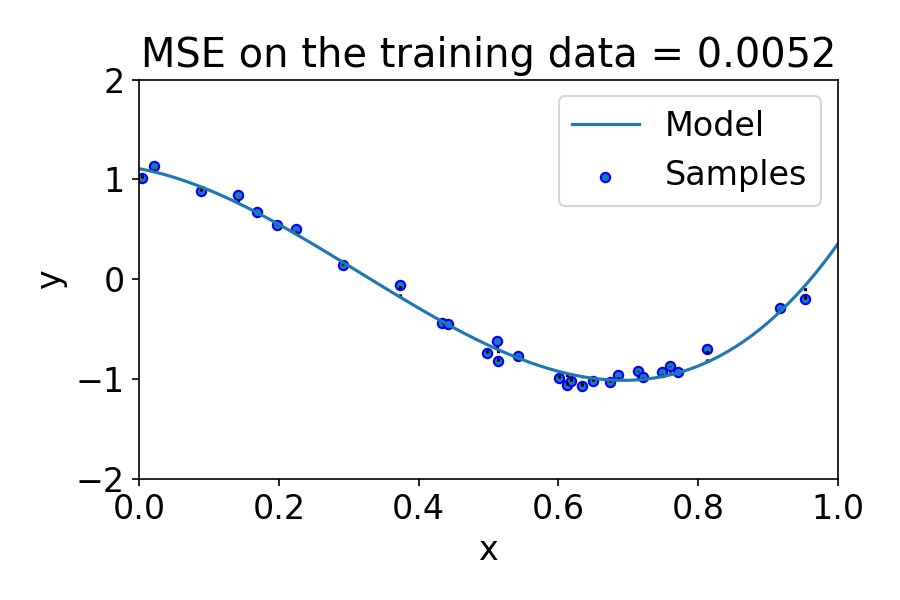 MSE on the training data = 0.0052
2
1
0
−1
−2
y
Model
Samples
0.0 0.2 0.4 0.6 0.8 1.0
x